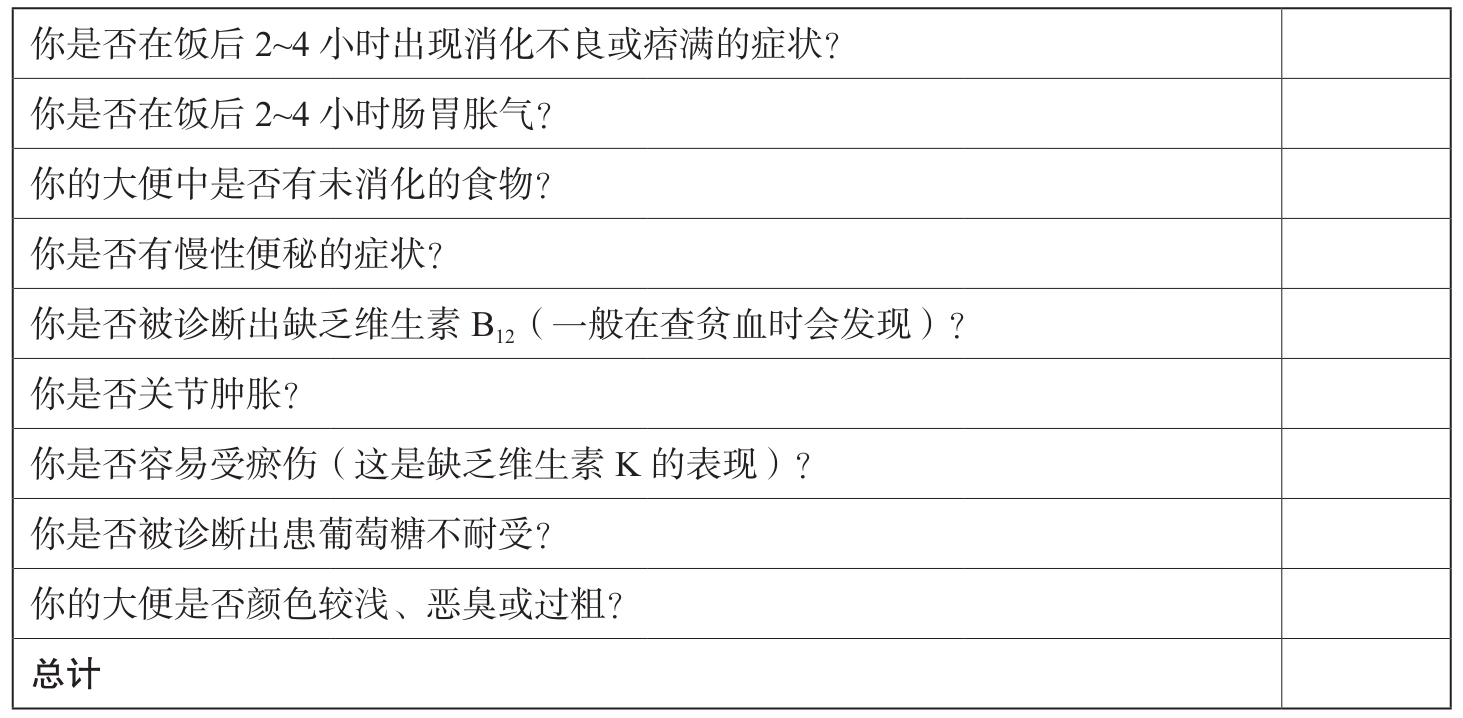 你是否在饭后 2~4 小时出现消化不良或痞满的症状？
你是否在饭后 2~4 小时肠胃胀气？
你的大便中是否有未消化的食物？
你是否有慢性便秘的症状？
你是否被诊断出缺乏维生素 B₁₂（一般在查贫血时会发现）？
你是否关节肿胀？
你是否容易受瘀伤（这是缺乏维生素 K 的表现）？
你是否被诊断出患葡萄糖不耐受？
你的大便是否颜色较浅、恶臭或过粗？
总计